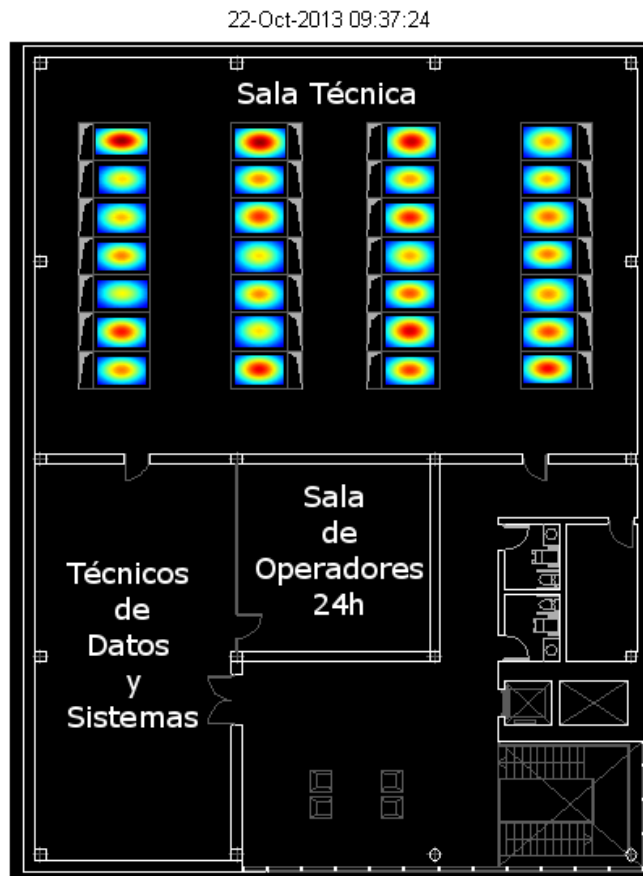 22-Oct-2013 09:37:24
Sala Técnica
Sala
de
Operadores
24h
Técnicos
de
Datos
y
Sistemas